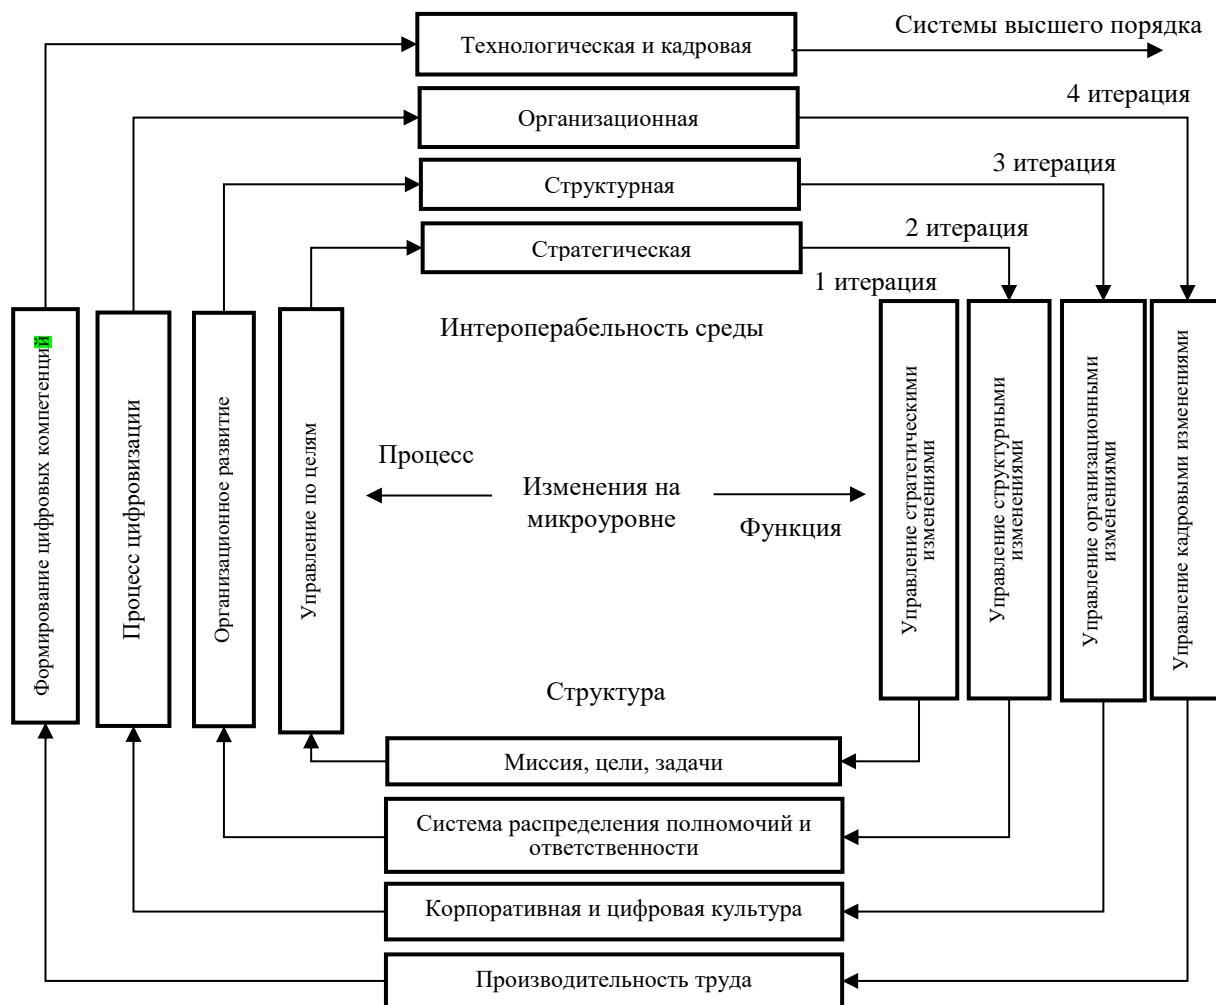 Системы высшего порядка
Технологическая и кадровая
4 итерация
Организационная
3 итерация
Структурная
2 итерация
Стратегическая
1 итерация
Интероперабельность среды
Формирование цифровых компетенций
Процесс цифровизации
Организационное развитие
Управление по целям
Процесс
Изменения на
микроуровне
Функция
Управление стратегическими
изменениями
Управление структурными
изменениями
Управление организационными
изменениями
Управление кадровыми изменениями
Структура
Миссия, цели, задачи
Система распределения полномочий и
ответственности
Корпоративная и цифровая культура
Производительность труда